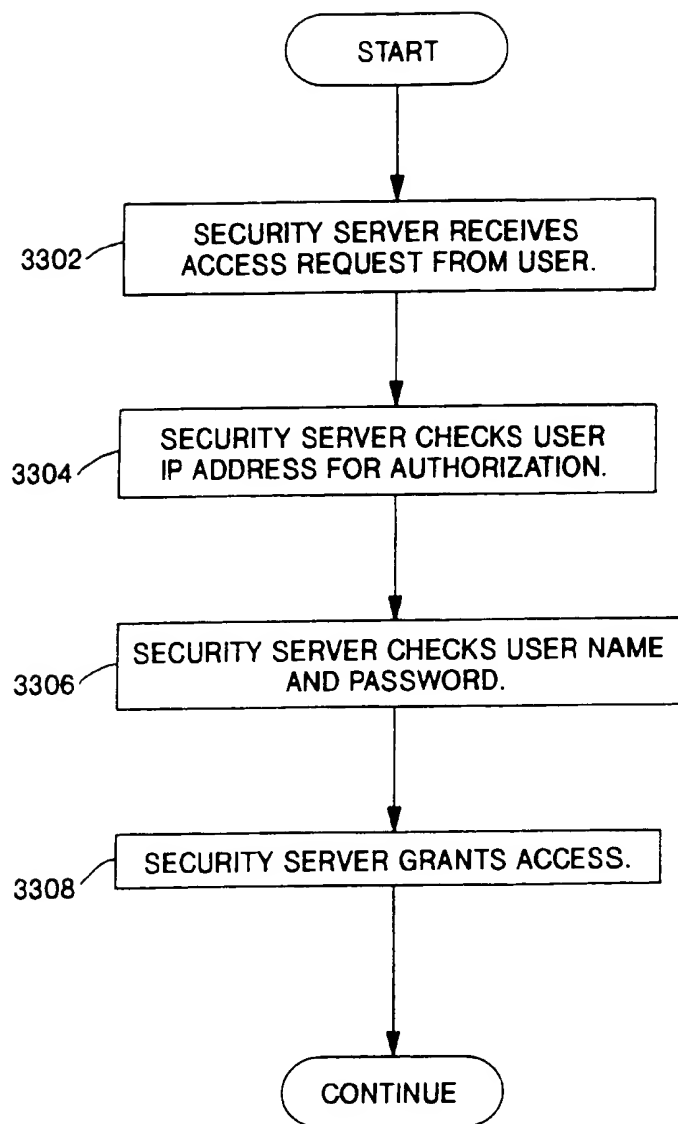 START
3302
SECURITY SERVER RECEIVES
ACCESS REQUEST FROM USER.
3304
SECURITY SERVER CHECKS USER
IP ADDRESS FOR AUTHORIZATION.
3306
SECURITY SERVER CHECKS USER NAME
AND PASSWORD.
3308
SECURITY SERVER GRANTS ACCESS.
CONTINUE